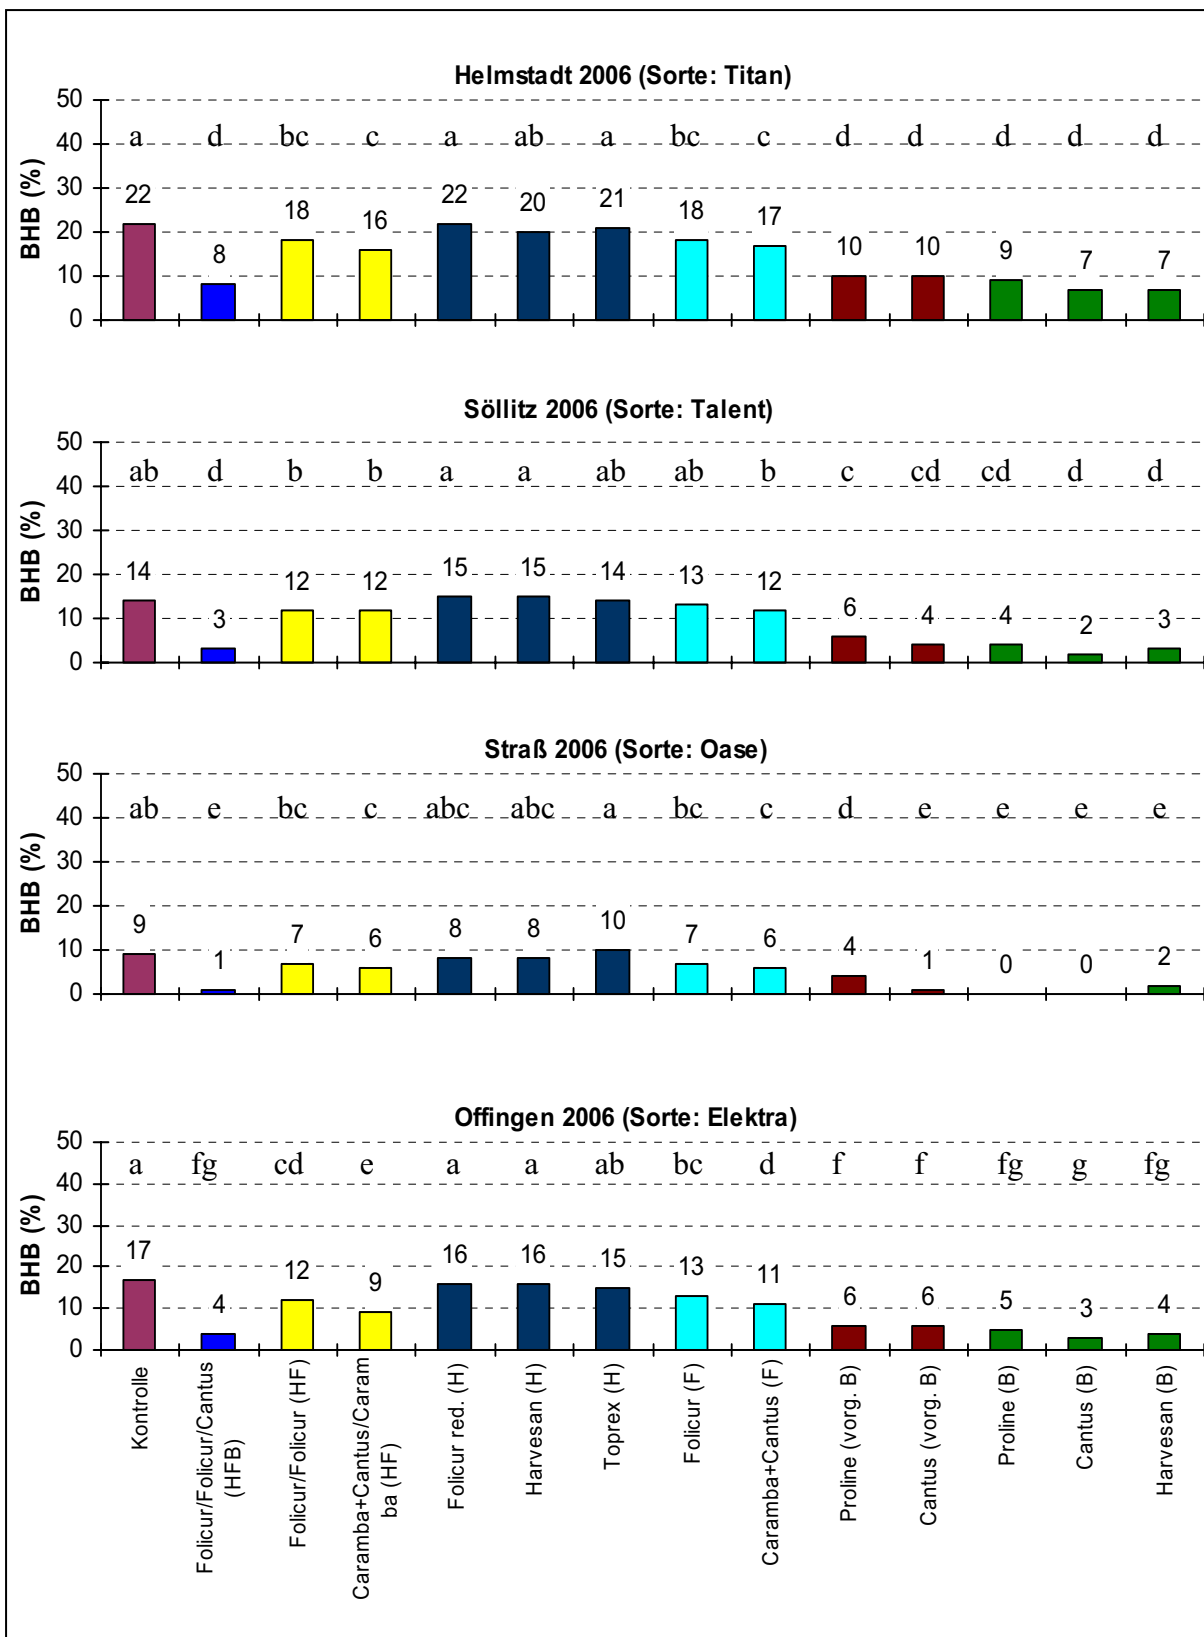 Helmstadt 2006 (Sorte: Titan)
BHB (%)
50
40
30
20
10
0
a d bc c a ab a bc c d d d d d
22 8 18 16 22 20 21 18 17 10 10 9 7 7
Söllitz 2006 (Sorte: Talent)
BHB (%)
50
40
30
20
10
0
ab d b b a a ab ab b c cd cd d d
14 3 12 12 15 15 14 13 12 6 4 4 2 3
Straß 2006 (Sorte: Oase)
BHB (%)
50
40
30
20
10
0
ab e bc c abc abc a bc c d e e e e
9 1 7 6 8 8 10 7 6 4 1 0 0 2
Offingen 2006 (Sorte: Elektra)
BHB (%)
50
40
30
20
10
0
a fg cd e a a ab bc d f f fg g fg
17 4 12 9 16 16 15 13 11 6 6 5 3 4
Kontrolle
Folicur/Folicur/Cantus
(HFB)
Folicur/Folicur (HF)
Caramba+Cantus/Caram
ba (HF)
Folicur red. (H)
Harvesan (H)
Toprex (H)
Folicur (F)
Caramba+Cantus (F)
Proline (vorg. B)
Cantus (vorg. B)
Proline (B)
Cantus (B)
Harvesan (B)